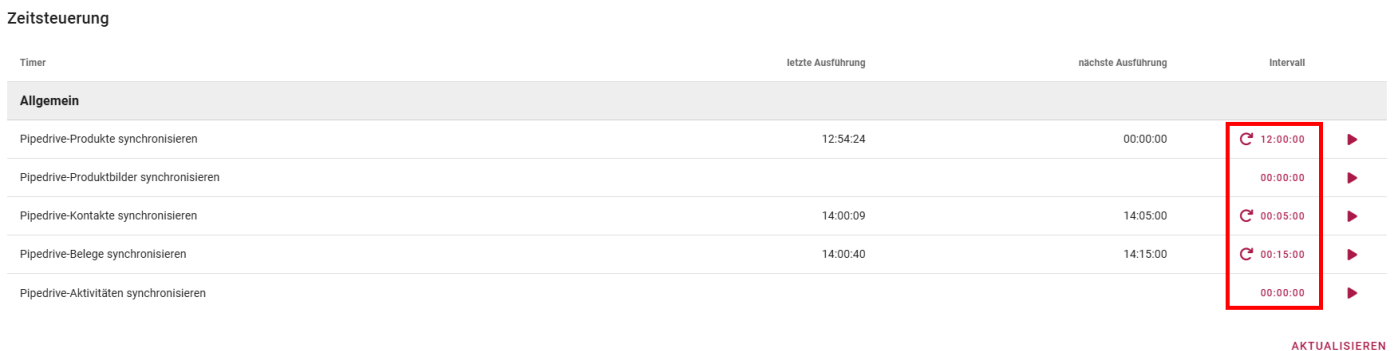 Zeitsteuerung
Timer letzte Ausführung nächste Ausführung Intervall
Allgemein
Pipedrive-Produkte synchronisieren 12:54:24 00:00:00 12:00:00
Pipedrive-Produktbilder synchronisieren 00:00:00
Pipedrive-Kontakte synchronisieren 14:00:09 14:05:00 00:05:00
Pipedrive-Belege synchronisieren 14:00:40 14:15:00 00:15:00
Pipedrive-Aktivitäten synchronisieren 00:00:00
AKTUALISIEREN